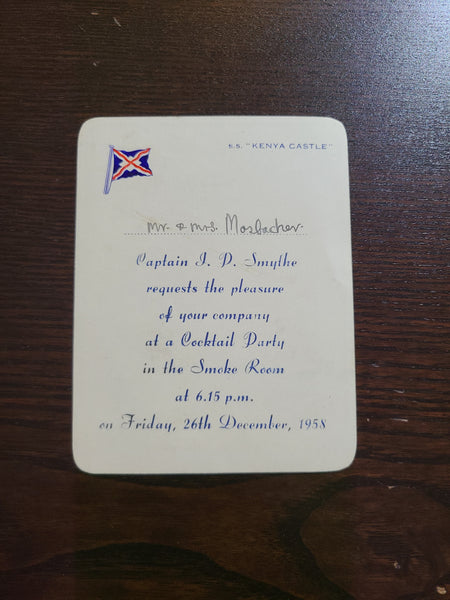 S.S. "KENYA CASTLE"
Mr. & Mrs. Mosbacher.
Captain J. P. Smythe
requests the pleasure
of your company
at a Cocktail Party
in the Smoke Room
at 6.15 p.m.
on Friday, 26th December, 1958